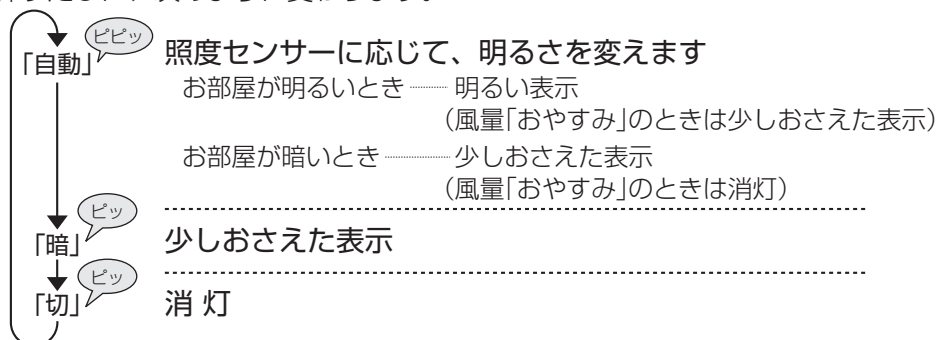 ピピッ
「自動」
照度センサーに応じて、明るさを変えます
お部屋が明るいとき 明るい表示
(風量「おやすみ」のときは少しおさえた表示)
お部屋が暗いとき 少しおさえた表示
(風量「おやすみ」のときは消灯)
ピッ
「暗」
少しおさえた表示
ピッ
「切」
消 灯